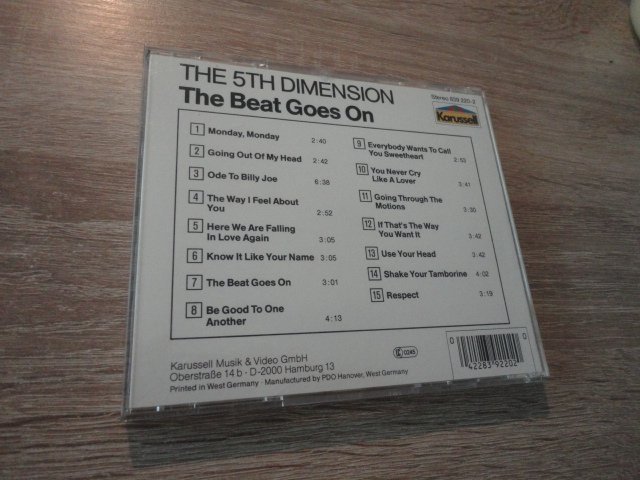 THE 5TH DIMENSION
The Beat Goes On
Stereo 839 220-2
Karussell
1 Monday, Monday 2:40
2 Going Out Of My Head 2:42
3 Ode To Billy Joe 6:38
4 The Way I Feel About
You 2:52
5 Here We Are Falling
In Love Again 3:05
6 Know It Like Your Name 3:05
7 The Beat Goes On 3:01
8 Be Good To One
Another 4:13
9 Everybody Wants To Call
You Sweetheart 2:53
10 You Never Cry
Like A Lover 3:41
11 Going Through The
Motions 3:30
12 If That's The Way
You Want It 3:42
13 Use Your Head 3:42
14 Shake Your Tamborine 4:02
15 Respect 3:19
Karussell Musik & Video GmbH
Oberstraße 14 b · D-2000 Hamburg 13
Printed in West Germany · Manufactured by PDO Hanover, West Germany
LC 0245
0 42283 92202 0